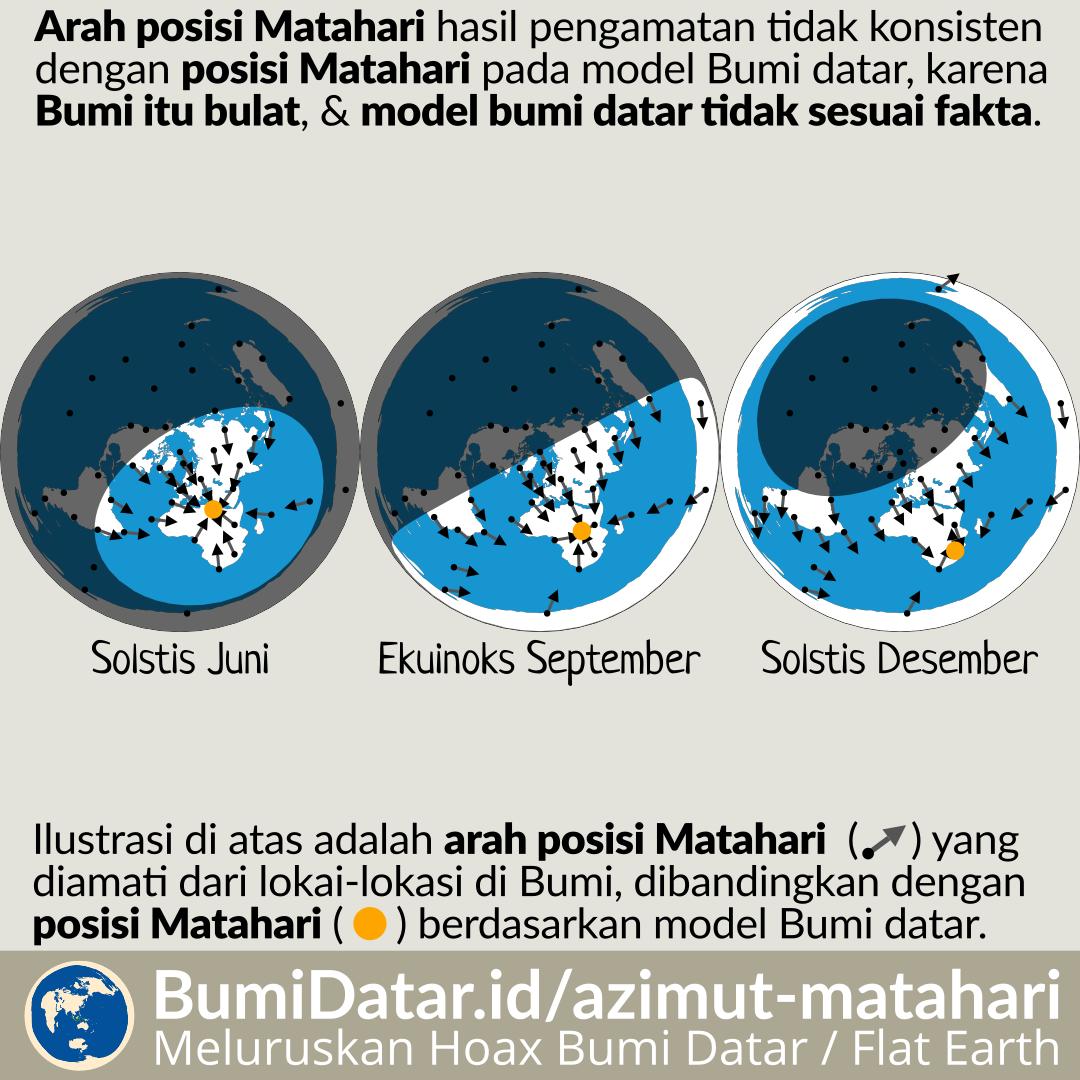 Arah posisi Matahari hasil pengamatan tidak konsisten
dengan posisi Matahari pada model Bumi datar, karena
Bumi itu bulat, & model bumi datar tidak sesuai fakta.
Solstis Juni
Ekuinoks September
Solstis Desember
Ilustrasi di atas adalah arah posisi Matahari ( ) yang
diamati dari lokai-lokasi di Bumi, dibandingkan dengan
posisi Matahari ( ) berdasarkan model Bumi datar.
BumiDatar.id/azimut-matahari
Meluruskan Hoax Bumi Datar / Flat Earth